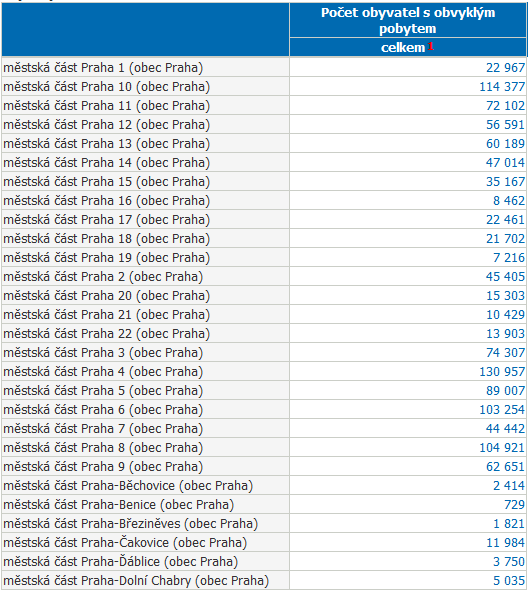 Počet obyvatel s obvyklým
pobytem
celkem !
městská část Praha 1 (obec Praha) 22 967
městská část Praha 10 (obec Praha) 114 377
městská část Praha 11 (obec Praha) 72 102
městská část Praha 12 (obec Praha) 56 591
městská část Praha 13 (obec Praha) 60 189
městská část Praha 14 (obec Praha) 47 014
městská část Praha 15 (obec Praha) 35 167
městská část Praha 16 (obec Praha) 8 462
městská část Praha 17 (obec Praha) 22 461
městská část Praha 18 (obec Praha) 21 702
městská část Praha 19 (obec Praha) 7 216
městská část Praha 2 (obec Praha) 45 405
městská část Praha 20 (obec Praha) 15 303
městská část Praha 21 (obec Praha) 10 429
městská část Praha 22 (obec Praha) 13 903
městská část Praha 3 (obec Praha) 74 307
městská část Praha 4 (obec Praha) 130 957
městská část Praha 5 (obec Praha) 89 007
městská část Praha 6 (obec Praha) 103 254
městská část Praha 7 (obec Praha) 44 442
městská část Praha 8 (obec Praha) 104 921
městská část Praha 9 (obec Praha) 62 651
městská část Praha-Běchovice (obec Praha) 2 414
městská část Praha-Benice (obec Praha) 729
městská část Praha-Březiněves (obec Praha) 1 821
městská část Praha-Čakovice (obec Praha) 11 984
městská část Praha-Ďáblice (obec Praha) 3 750
městská část Praha-Dolní Chabry (obec Praha) 5 035